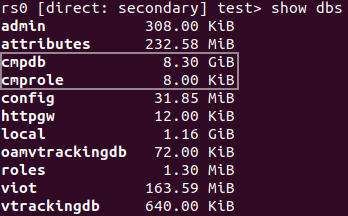 rs0 [direct: secondary] test> show dbs
admin 308.00 KiB
attributes 232.58 MiB
cmpdb 8.30 GiB
cmprole 8.00 KiB
config 31.85 MiB
httpgw 12.00 KiB
local 1.16 GiB
oamvtrackingdb 72.00 KiB
roles 1.30 MiB
viot 163.59 MiB
vtrackingdb 640.00 KiB